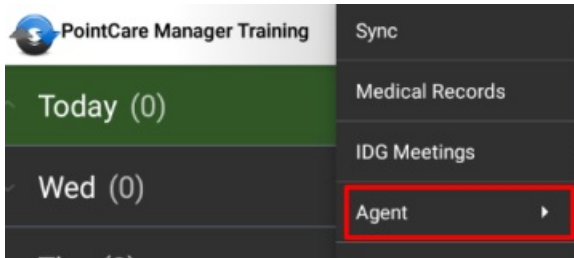 PointCare Manager Training
Today (0)
Wed (0)
Sync
Medical Records
IDG Meetings
Agent